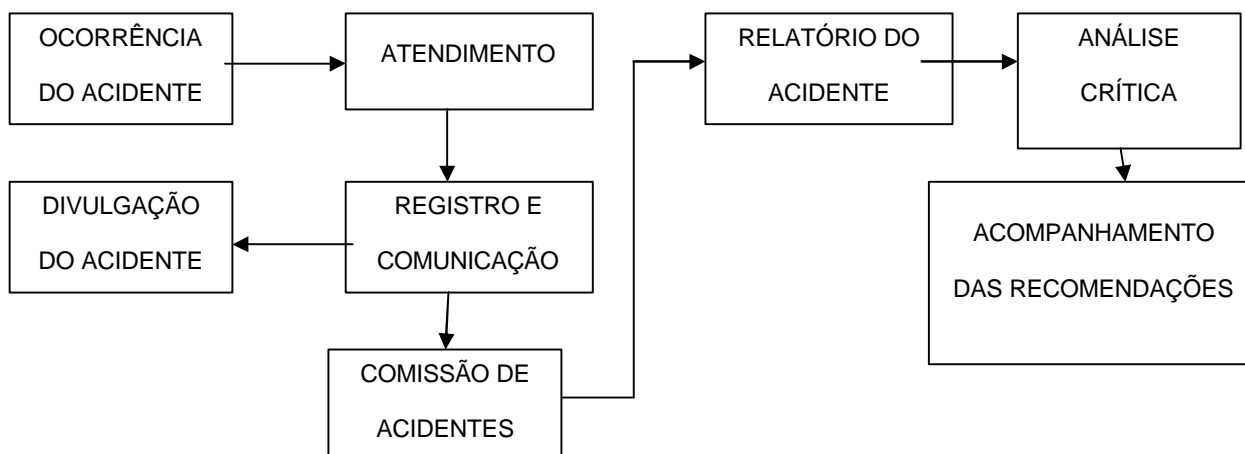 OCORRÊNCIA
DO ACIDENTE
ATENDIMENTO
RELATÓRIO DO
ACIDENTE
ANÁLISE
CRÍTICA
DIVULGAÇÃO
DO ACIDENTE
REGISTRO E
COMUNICAÇÃO
ACOMPANHAMENTO
DAS RECOMENDAÇÕES
COMISSÃO DE
ACIDENTES